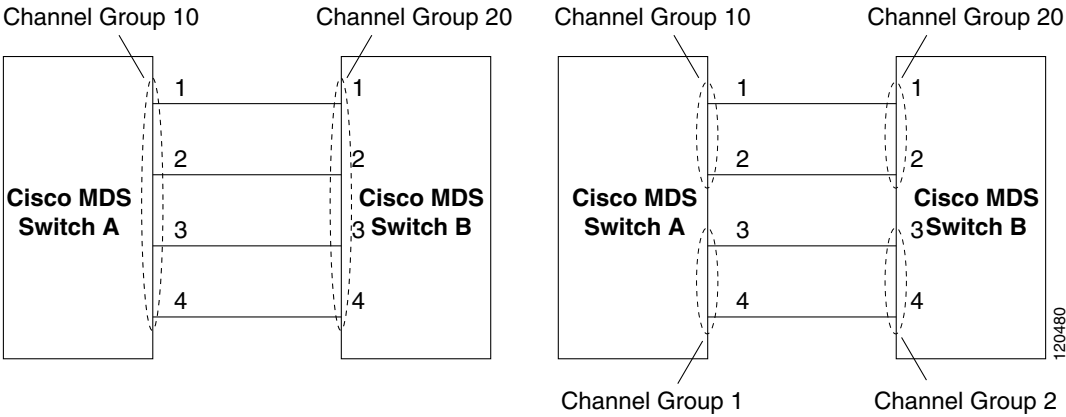 Channel Group 10
Channel Group 20
Channel Group 10
Channel Group 20
1
1
1
1
2
2
2
2
Cisco MDS
Switch A
Cisco MDS
Switch B
Cisco MDS
Switch A
Cisco MDS
Switch B
3
3
3
3
4
4
4
4
120480
Channel Group 1
Channel Group 2